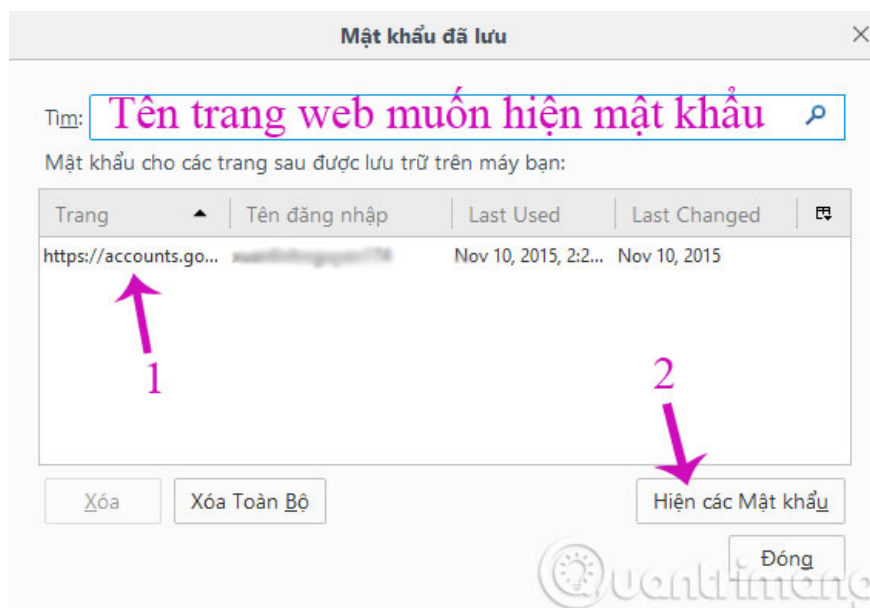 Mật khẩu đã lưu
Tìm: Tên trang web muốn hiện mật khẩu
Mật khẩu cho các trang sau được lưu trữ trên máy bạn:
Trang Tên đăng nhập Last Used Last Changed
https://accounts.go... Nov 10, 2015, 2:2... Nov 10, 2015
1
2
Xóa Xóa Toàn Bộ Hiện các Mật khẩu
Đóng
Quantrimang